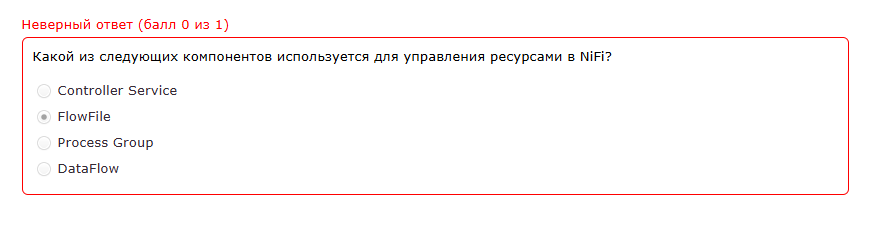 Неверный ответ (балл 0 из 1)
Какой из следующих компонентов используется для управления ресурсами в NiFi?
Controller Service
FlowFile
Process Group
DataFlow